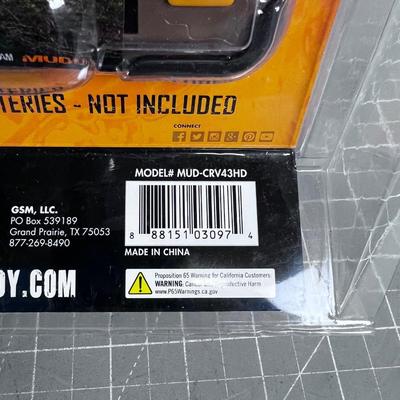 MUDD
- NOT INCLUDED
CONNECT
MODEL# MUD-CRV43HD
GSM, LLC.
PO Box 539189
Grand Prairie, TX 75053
877-269-8490
8 88151 03097 4
MADE IN CHINA
Proposition 65 Warning for California Customers
WARNING: Harm
www.P65Warnings.ca.gov
DY.COM